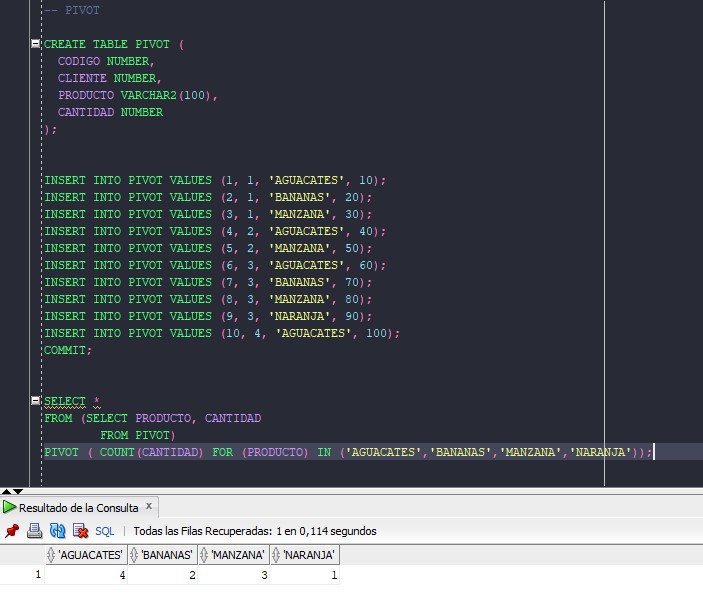 -- PIVOT
CREATE TABLE PIVOT (
CODIGO NUMBER,
CLIENTE NUMBER,
PRODUCTO VARCHAR2(100),
CANTIDAD NUMBER
);
INSERT INTO PIVOT VALUES (1, 1, 'AGUACATES', 10);
INSERT INTO PIVOT VALUES (2, 1, 'BANANAS', 20);
INSERT INTO PIVOT VALUES (3, 1, 'MANZANA', 30);
INSERT INTO PIVOT VALUES (4, 2, 'AGUACATES', 40);
INSERT INTO PIVOT VALUES (5, 2, 'MANZANA', 50);
INSERT INTO PIVOT VALUES (6, 3, 'AGUACATES', 60);
INSERT INTO PIVOT VALUES (7, 3, 'BANANAS', 70);
INSERT INTO PIVOT VALUES (8, 3, 'MANZANA', 80);
INSERT INTO PIVOT VALUES (9, 3, 'NARANJA', 90);
INSERT INTO PIVOT VALUES (10, 4, 'AGUACATES', 100);
COMMIT;
SELECT *
FROM (SELECT PRODUCTO, CANTIDAD
FROM PIVOT)
PIVOT ( COUNT(CANTIDAD) FOR (PRODUCTO) IN ('AGUACATES','BANANAS','MANZANA','NARANJA'));
Resultado de la Consulta x
SQL | Todas las Filas Recuperadas: 1 en 0,114 segundos
'AGUACATES' 'BANANAS' 'MANZANA' 'NARANJA'
1 4 2 3 1